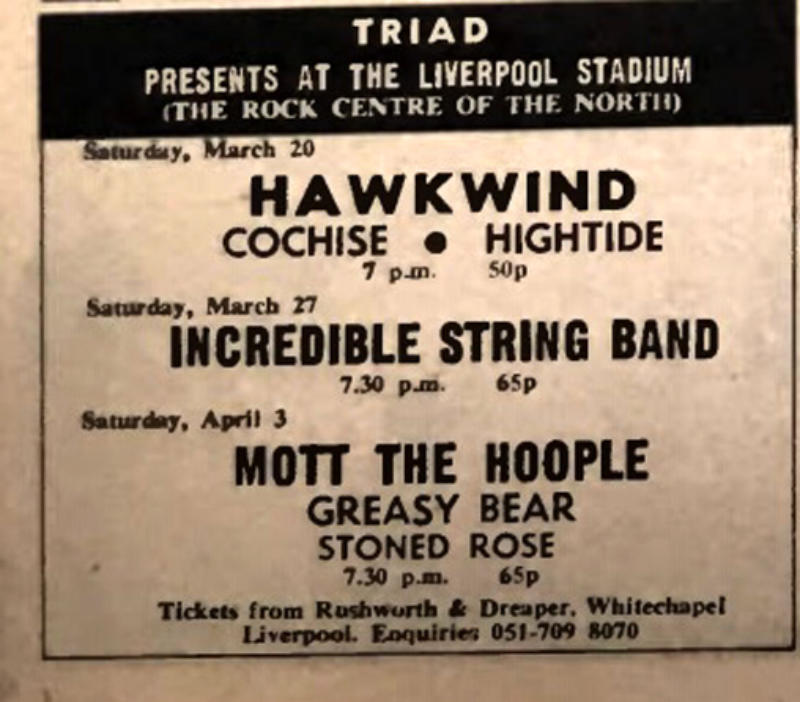 TRIAD
PRESENTS AT THE LIVERPOOL STADIUM
(THE ROCK CENTRE OF THE NORTH)
Saturday, March 20
HAWKWIND
COCHISE ● HIGHTIDE
7 p.m. 50p
Saturday, March 27
INCREDIBLE STRING BAND
7.30 p.m. 65p
Saturday, April 3
MOTT THE HOOPLE
GREASY BEAR
STONED ROSE
7.30 p.m. 65p
Tickets from Rushworth & Dreaper, Whitechapel
Liverpool. Enquiries 051-709 8070